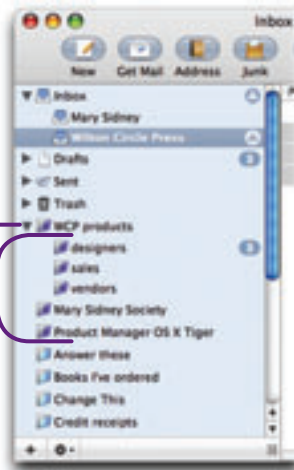 Inbox
New Get Mail Address Junk
Inbox
Mary Sidney
Wilton Circle Press
Drafts
Sent
Trash
WCP products
designers
sales
vendors
Mary Sidney Society
Product Manager OS X Tiger
Answer these
Books I've ordered
Change This
Credit receipts